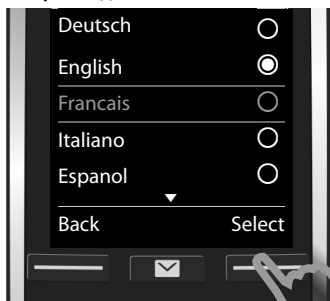 Deutsch
English
Francais
Italiano
Espanol
Back Select